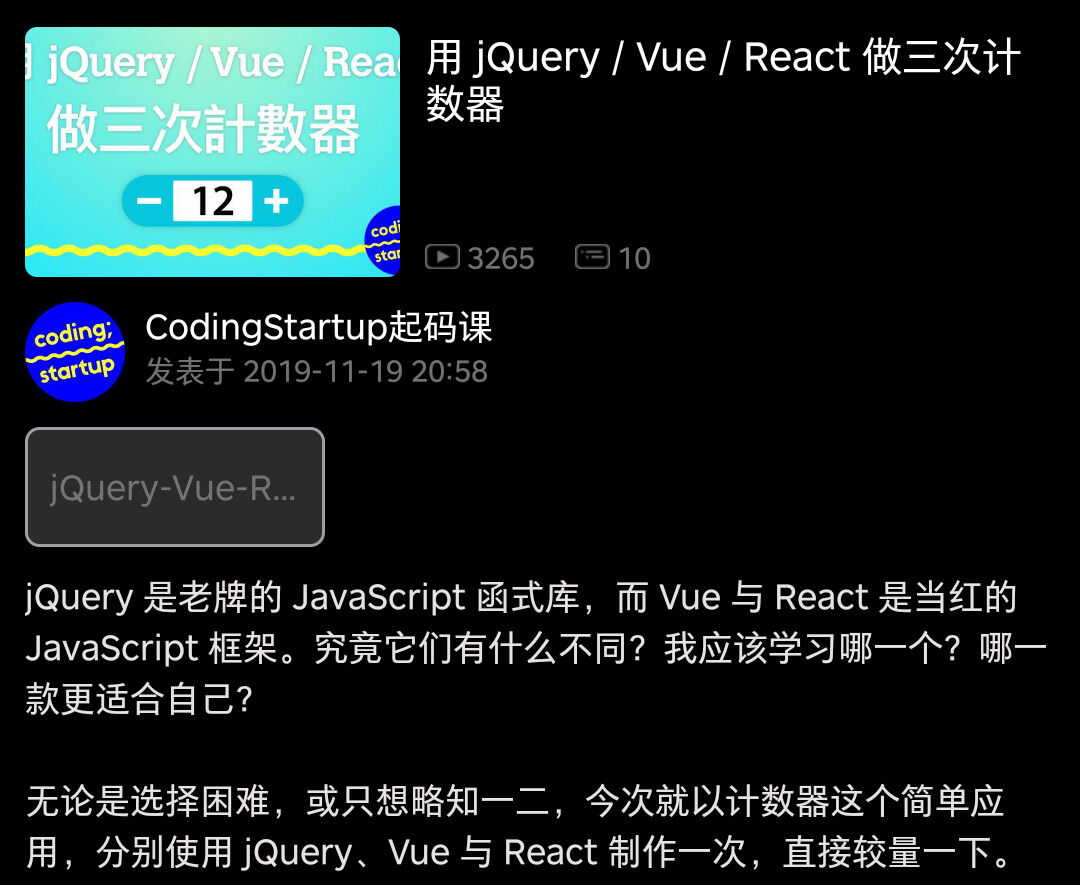 jQuery / Vue / Rea
做三次計數器
− 12 +
codi
star
用 jQuery / Vue / React 做三次计
数器
3265
10
coding;
startup
CodingStartup起码课
发表于 2019-11-19 20:58
jQuery-Vue-R...
jQuery 是老牌的 JavaScript 函式库，而 Vue 与 React 是当红的
JavaScript 框架。究竟它们有什么不同？我应该学习哪一个？哪一
款更适合自己？
无论是选择困难，或只想略知一二，今次就以计数器这个简单应
用，分别使用 jQuery、Vue 与 React 制作一次，直接较量一下。